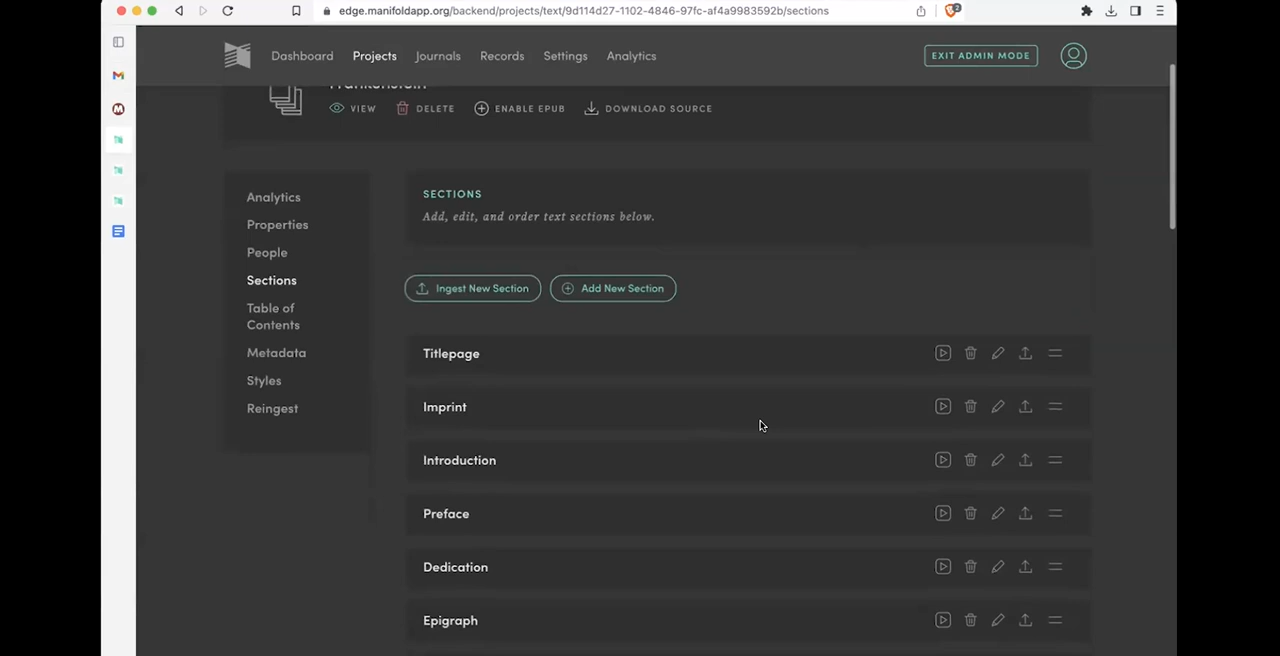 edge.manifoldapp.org/backend/projects/text/9d114d27-1102-4846-97fc-af4a9983592b/sections
2
Dashboard Projects Journals Records Settings Analytics EXIT ADMIN MODE
Frankenstein
VIEW DELETE ENABLE EPUB DOWNLOAD SOURCE
Analytics
Properties
People
Sections
Table of
Contents
Metadata
Styles
Reingest
SECTIONS
Add, edit, and order text sections below.
Ingest New Section Add New Section
Titlepage
Imprint
Introduction
Preface
Dedication
Epigraph